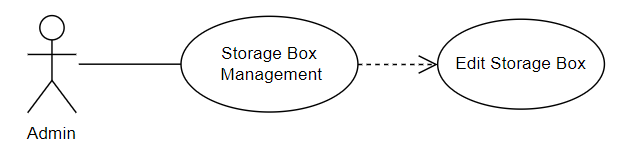 Storage Box
Management
Edit Storage Box
Admin